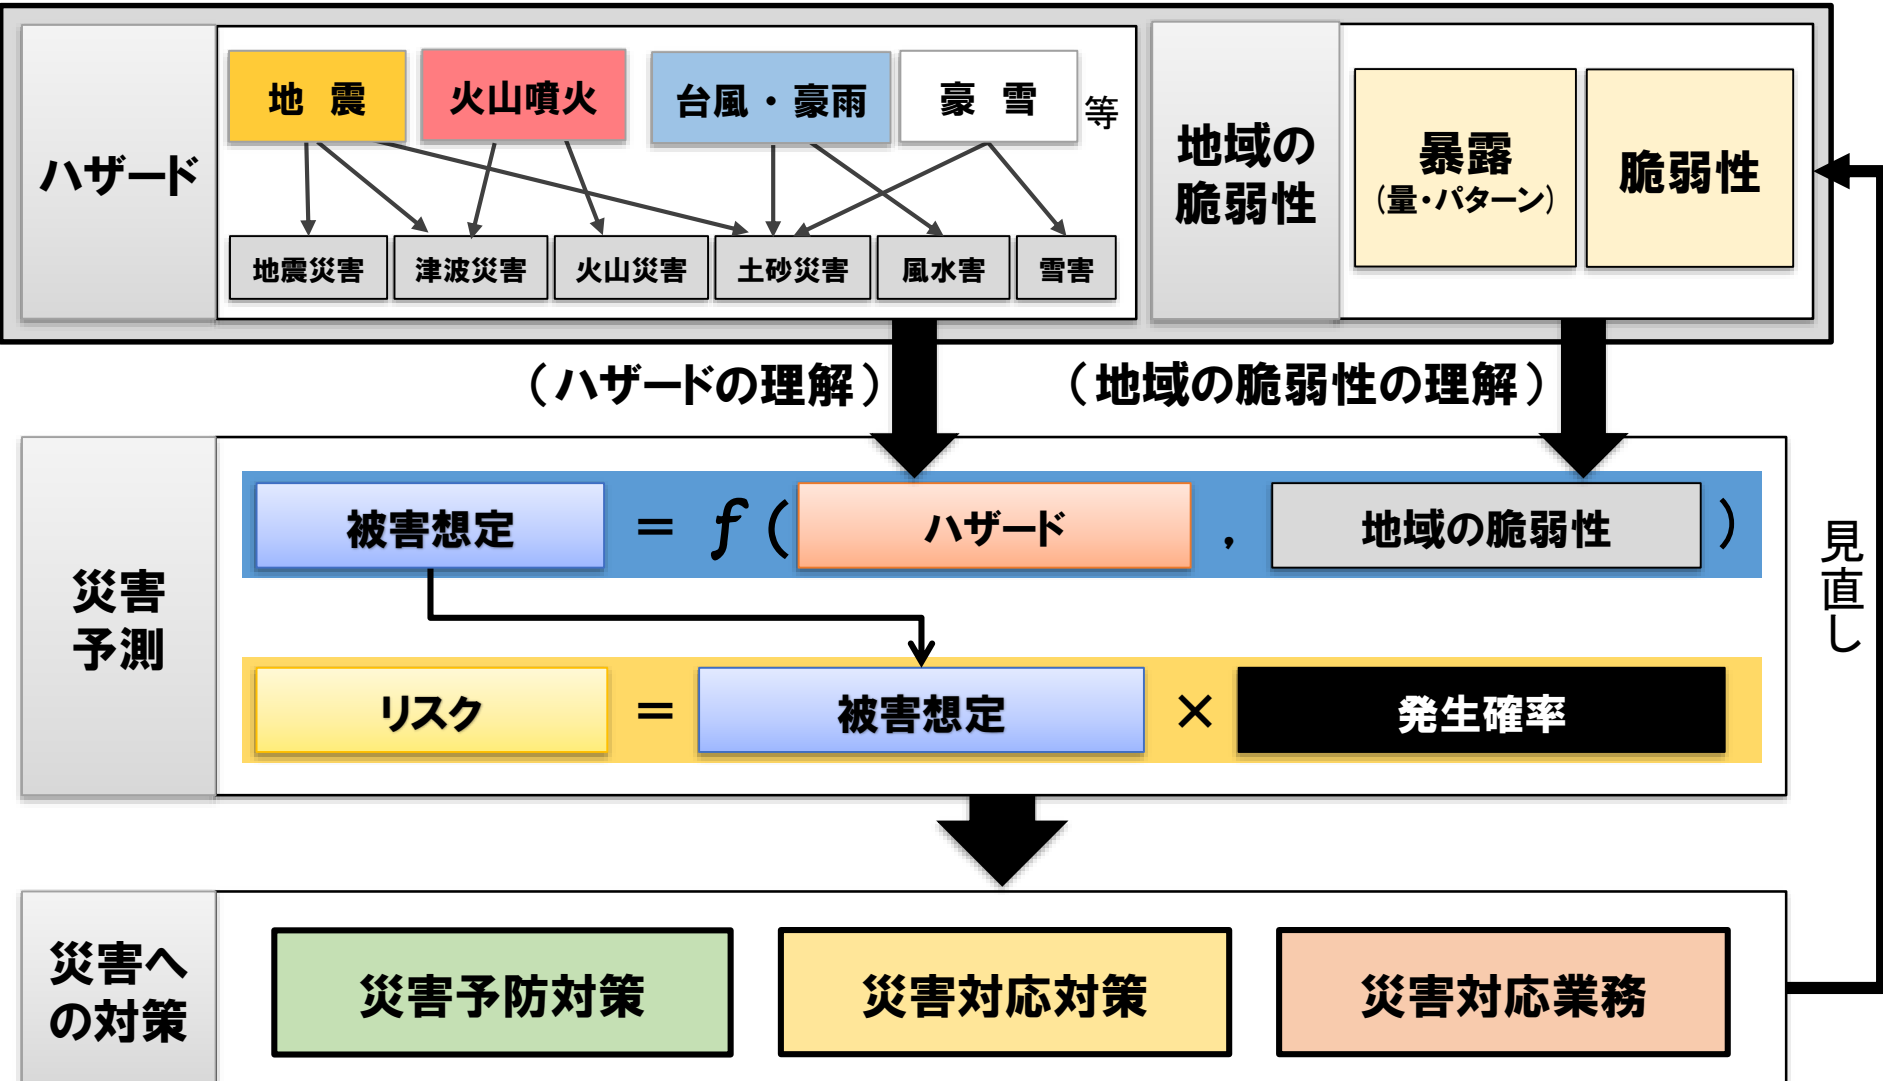 ハザード
地 震
火山噴火
台風・豪雨
豪 雪
等
地震災害
津波災害
火山災害
土砂災害
風水害
雪害
地域の
脆弱性
暴露
(量・パターン)
脆弱性
(ハザードの理解)
(地域の脆弱性の理解)
災害
予測
被害想定 = f ( ハザード , 地域の脆弱性 )
リスク = 被害想定 × 発生確率
見直し
災害へ
の対策
災害予防対策
災害対応対策
災害対応業務